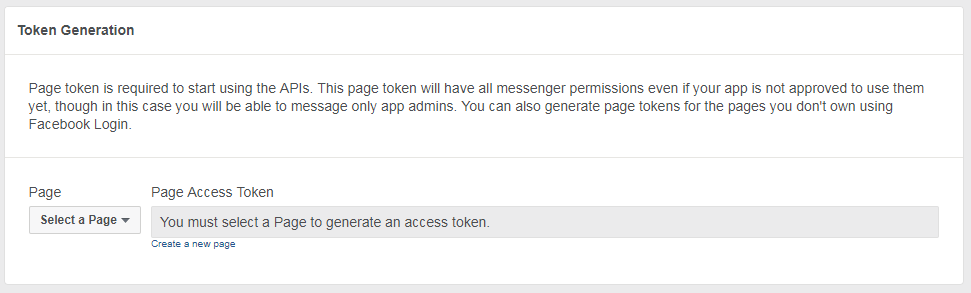 Token Generation
Page token is required to start using the APIs. This page token will have all messenger permissions even if your app is not approved to use them
yet, though in this case you will be able to message only app admins. You can also generate page tokens for the pages you don't own using
Facebook Login.
Page
Page Access Token
Select a Page
You must select a Page to generate an access token.
Create a new page